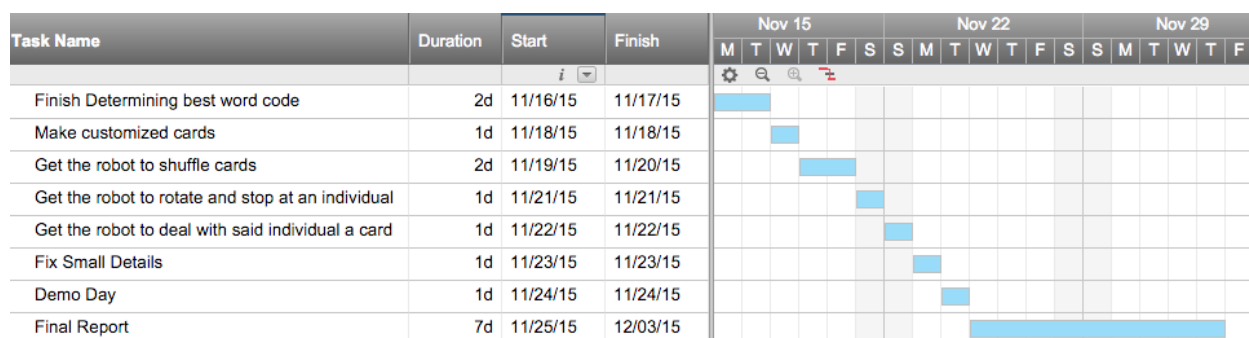 Nov 15 Nov 22 Nov 29
Task Name Duration Start Finish M T W T F S S M T W T F S S M T W T F
i
Finish Determining best word code 2d 11/16/15 11/17/15
Make customized cards 1d 11/18/15 11/18/15
Get the robot to shuffle cards 2d 11/19/15 11/20/15
Get the robot to rotate and stop at an individual 1d 11/21/15 11/21/15
Get the robot to deal with said individual a card 1d 11/22/15 11/22/15
Fix Small Details 1d 11/23/15 11/23/15
Demo Day 1d 11/24/15 11/24/15
Final Report 7d 11/25/15 12/03/15